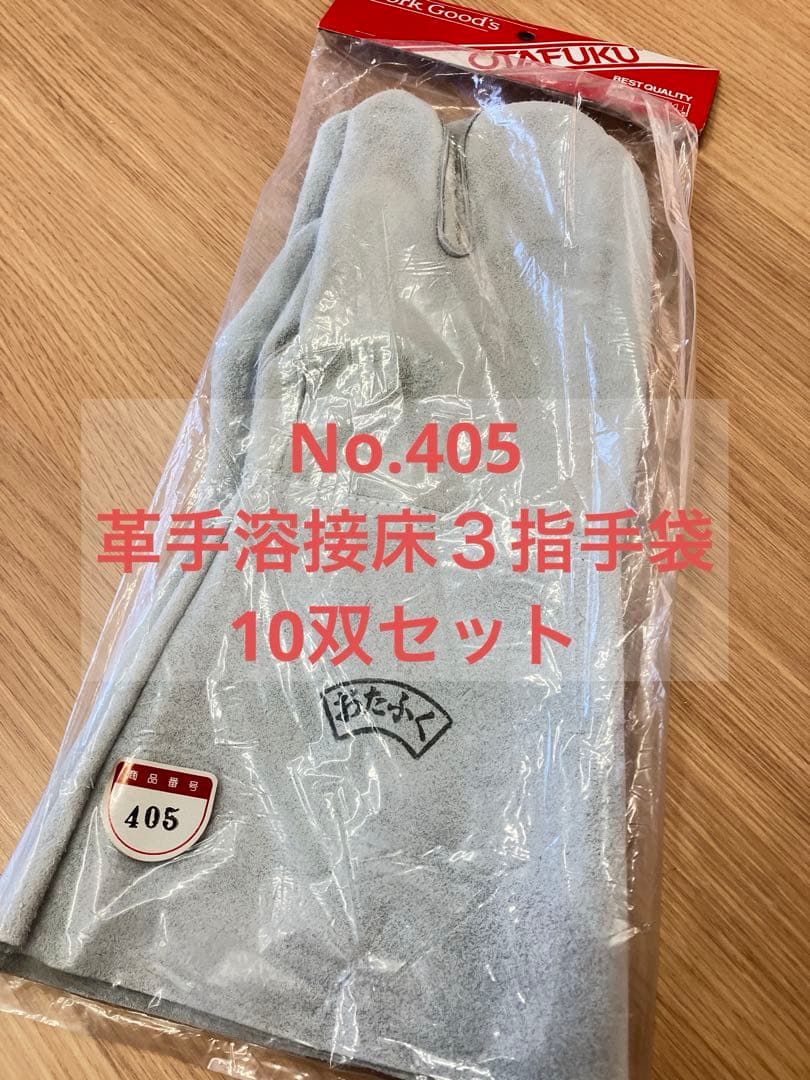 Work Good's
OTAFUKU
BEST QUALITY
No.405
革手溶接床３指手袋
10双セット
おたふく
商品番号
405